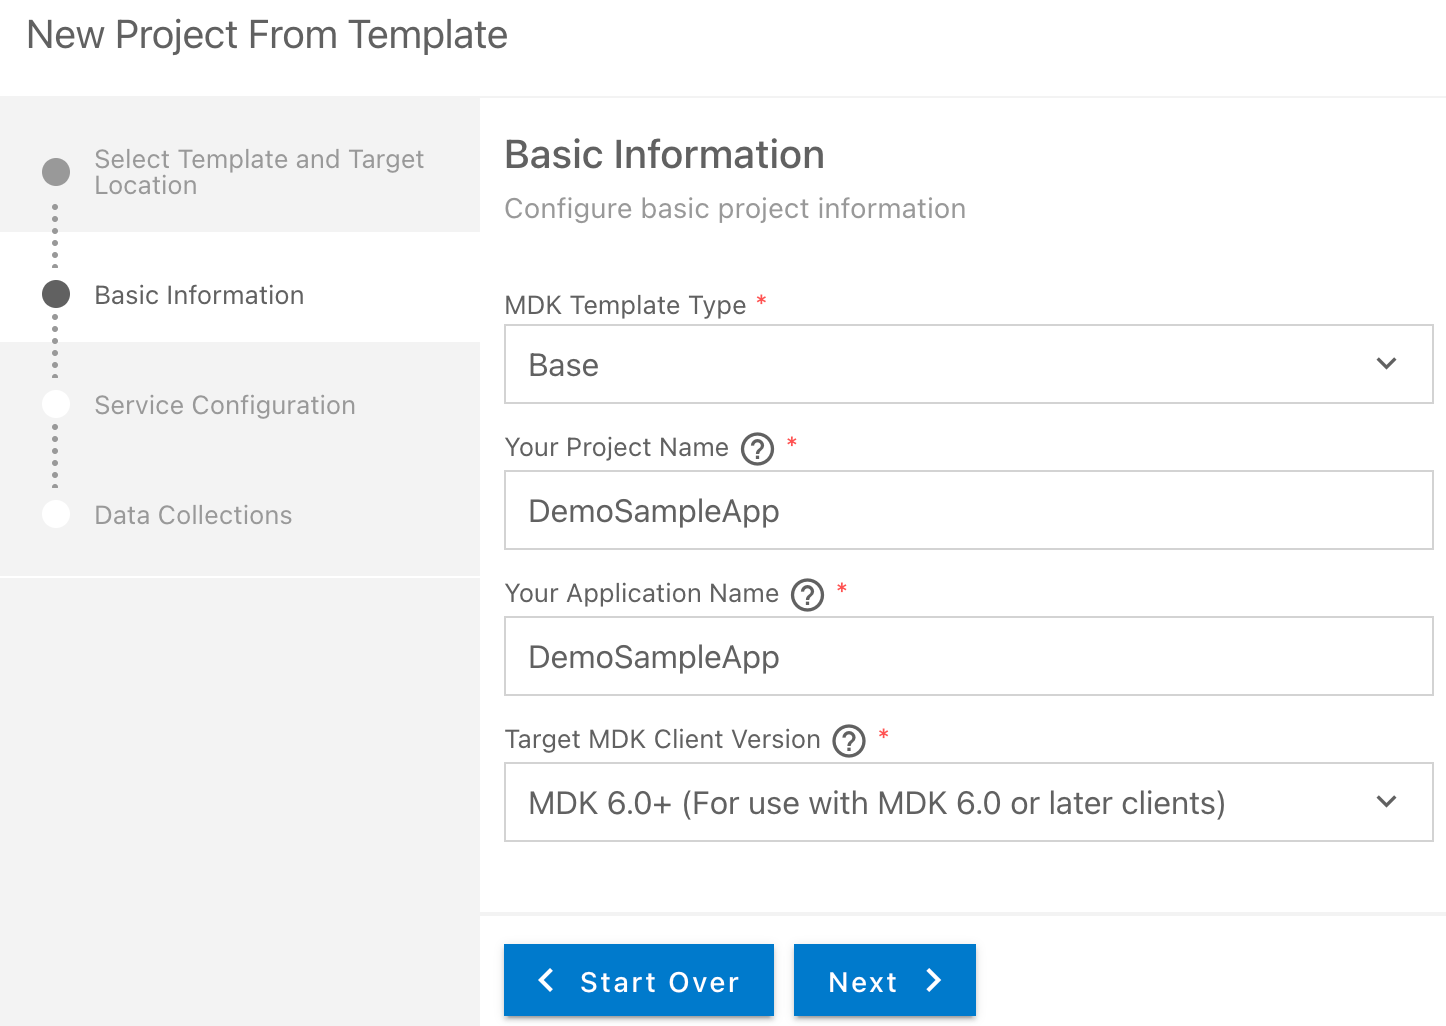 New Project From Template
Select Template and Target
Location
Basic Information
Service Configuration
Data Collections
Basic Information
Configure basic project information
MDK Template Type *
Base
Your Project Name ? *
DemoSampleApp
Your Application Name ? *
DemoSampleApp
Target MDK Client Version ? *
MDK 6.0+ (For use with MDK 6.0 or later clients)
Start Over
Next